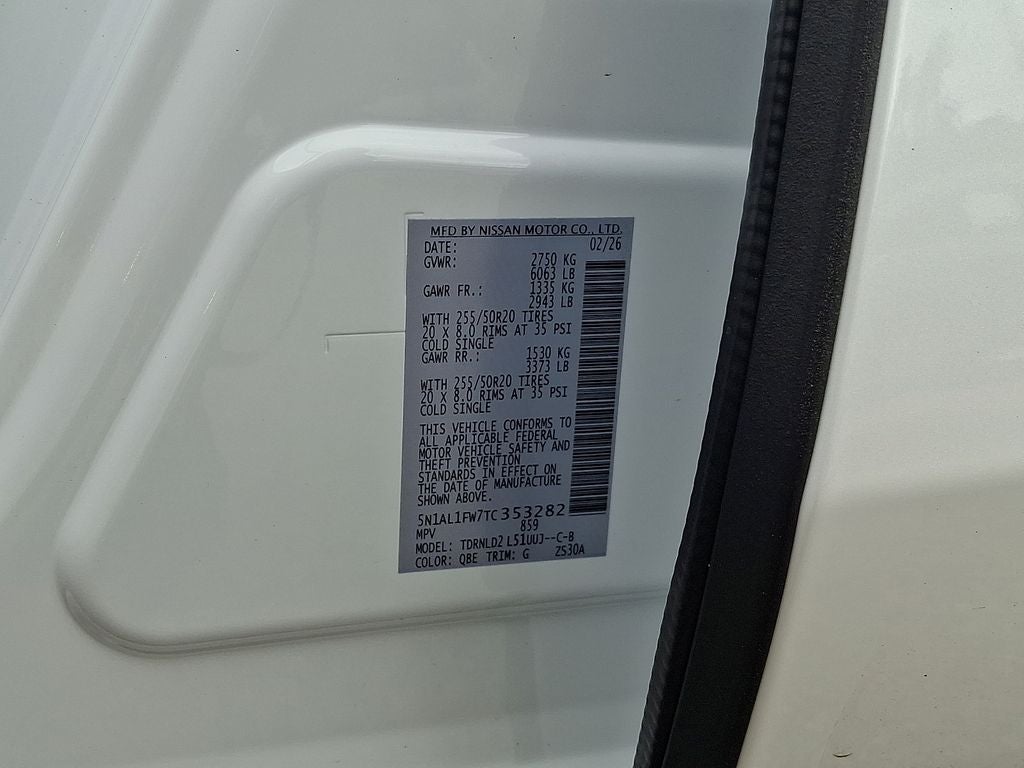 MFD BY NISSAN MOTOR CO., LTD.
DATE: 02/26
GVWR: 2750 KG
6063 LB
GAWR FR.: 1335 KG
2943 LB
WITH 255/50R20 TIRES
20 X 8.0 RIMS AT 35 PSI
COLD SINGLE
GAWR RR.: 1530 KG
3373 LB
WITH 255/50R20 TIRES
20 X 8.0 RIMS AT 35 PSI
COLD SINGLE
THIS VEHICLE CONFORMS TO
ALL APPLICABLE FEDERAL
MOTOR VEHICLE SAFETY AND
THEFT PREVENTION
STANDARDS IN EFFECT ON
THE DATE OF MANUFACTURE
SHOWN ABOVE.
5N1AL1FW7TC353282
MPV 859
MODEL: TDRNLD2 L51UUJ--C-B
COLOR: QBE TRIM: G ZS30A